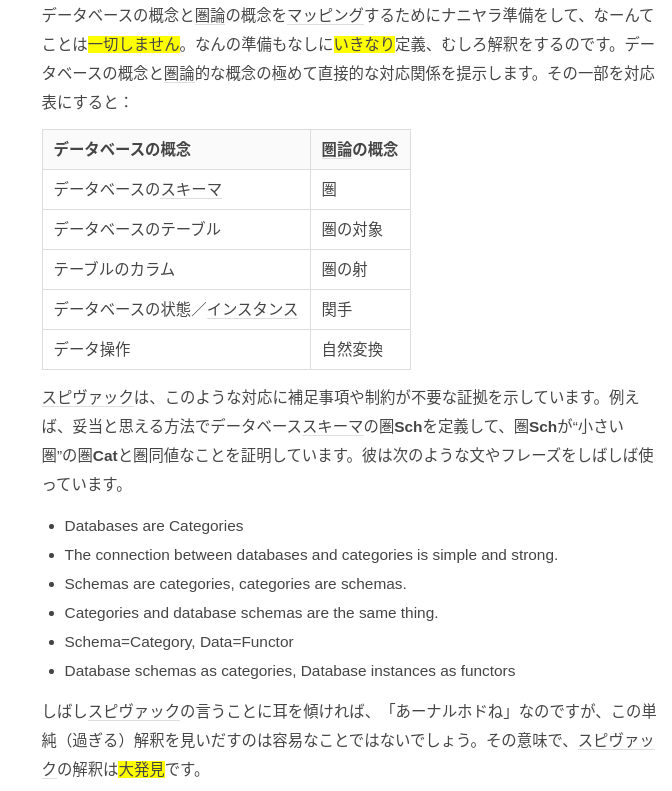 データベースの概念と圏論の概念をマッピングするためにナニヤラ準備をして、なーんて
ことは一切しません。なんの準備もなしにいきなり定義、むしろ解釈をするのです。デー
タベースの概念と圏論的な概念の極めて直接的な対応関係を提示します。その一部を対応
表にすると：
データベースの概念 圏論の概念
データベースのスキーマ 圏
データベースのテーブル 圏の対象
テーブルのカラム 圏の射
データベースの状態／インスタンス 関手
データ操作 自然変換
スピヴァックは、このような対応に補足事項や制約が不要な証拠を示しています。例え
ば、妥当と思える方法でデータベーススキーマの圏Schを定義して、圏Schが“小さい
圏”の圏Catと圏同値なことを証明しています。彼は次のような文やフレーズをしばしば使
っています。
Databases are Categories
The connection between databases and categories is simple and strong.
Schemas are categories, categories are schemas.
Categories and database schemas are the same thing.
Schema=Category, Data=Functor
Database schemas as categories, Database instances as functors
しばしスピヴァックの言うことに耳を傾ければ、「あーナルホドね」なのですが、この単
純（過ぎる）解釈を見いだすのは容易なことではないでしょう。その意味で、スピヴァッ
クの解釈は大発見です。